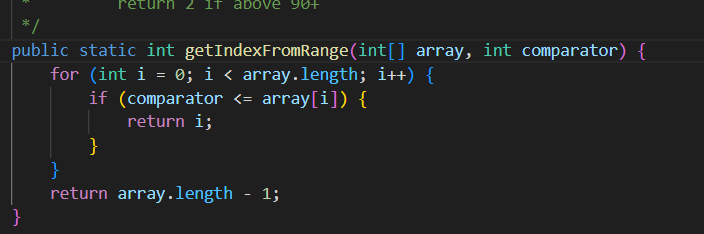 *        return 2 if above 90+
*/
public static int getIndexFromRange(int[] array, int comparator) {
    for (int i = 0; i < array.length; i++) {
        if (comparator <= array[i]) {
            return i;
        }
    }
    return array.length - 1;
}